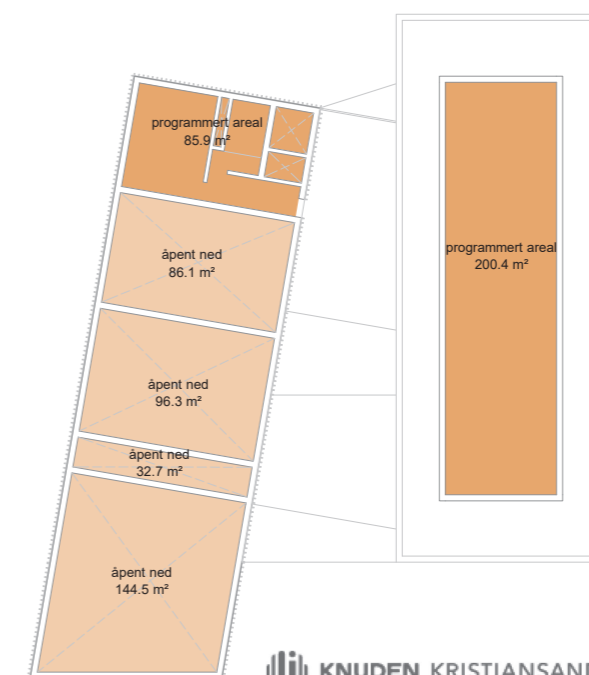 programmert areal
85.9 m²
åpent ned
86.1 m²
programmert areal
200.4 m²
åpent ned
96.3 m²
åpent ned
32.7 m²
åpent ned
144.5 m²
KNUDEN KRISTIANSAND